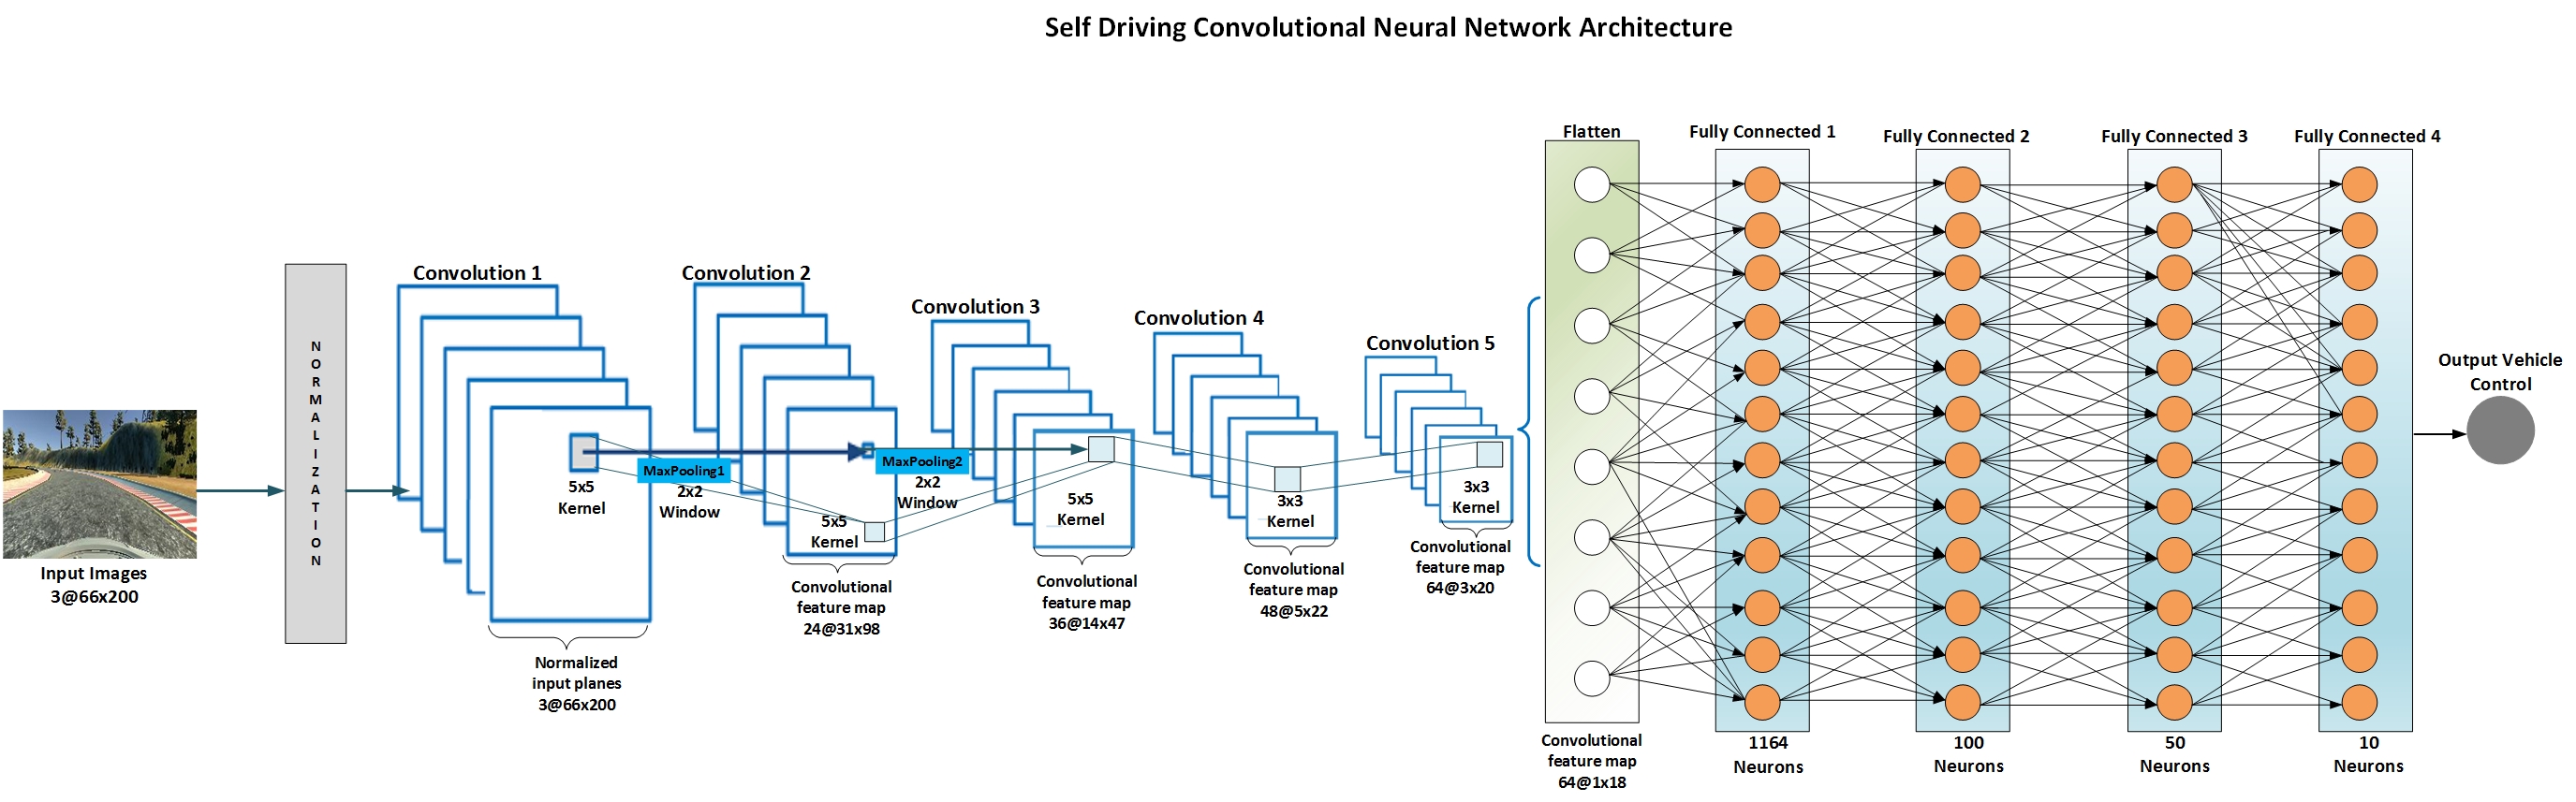 Self Driving Convolutional Neural Network Architecture
Input Images
3@66x200
N
O
R
M
A
L
I
Z
A
T
I
O
N
Convolution 1
5x5
Kernel
Normalized
input planes
3@66x200
MaxPooling1
2x2
Window
Convolution 2
5x5
Kernel
Convolutional
feature map
24@31x98
MaxPooling2
2x2
Window
Convolution 3
5x5
Kernel
Convolutional
feature map
36@14x47
Convolution 4
3x3
Kernel
Convolutional
feature map
48@5x22
Convolution 5
3x3
Kernel
Convolutional
feature map
64@3x20
Flatten
Convolutional
feature map
64@1x18
Fully Connected 1
1164
Neurons
Fully Connected 2
100
Neurons
Fully Connected 3
50
Neurons
Fully Connected 4
10
Neurons
Output Vehicle
Control